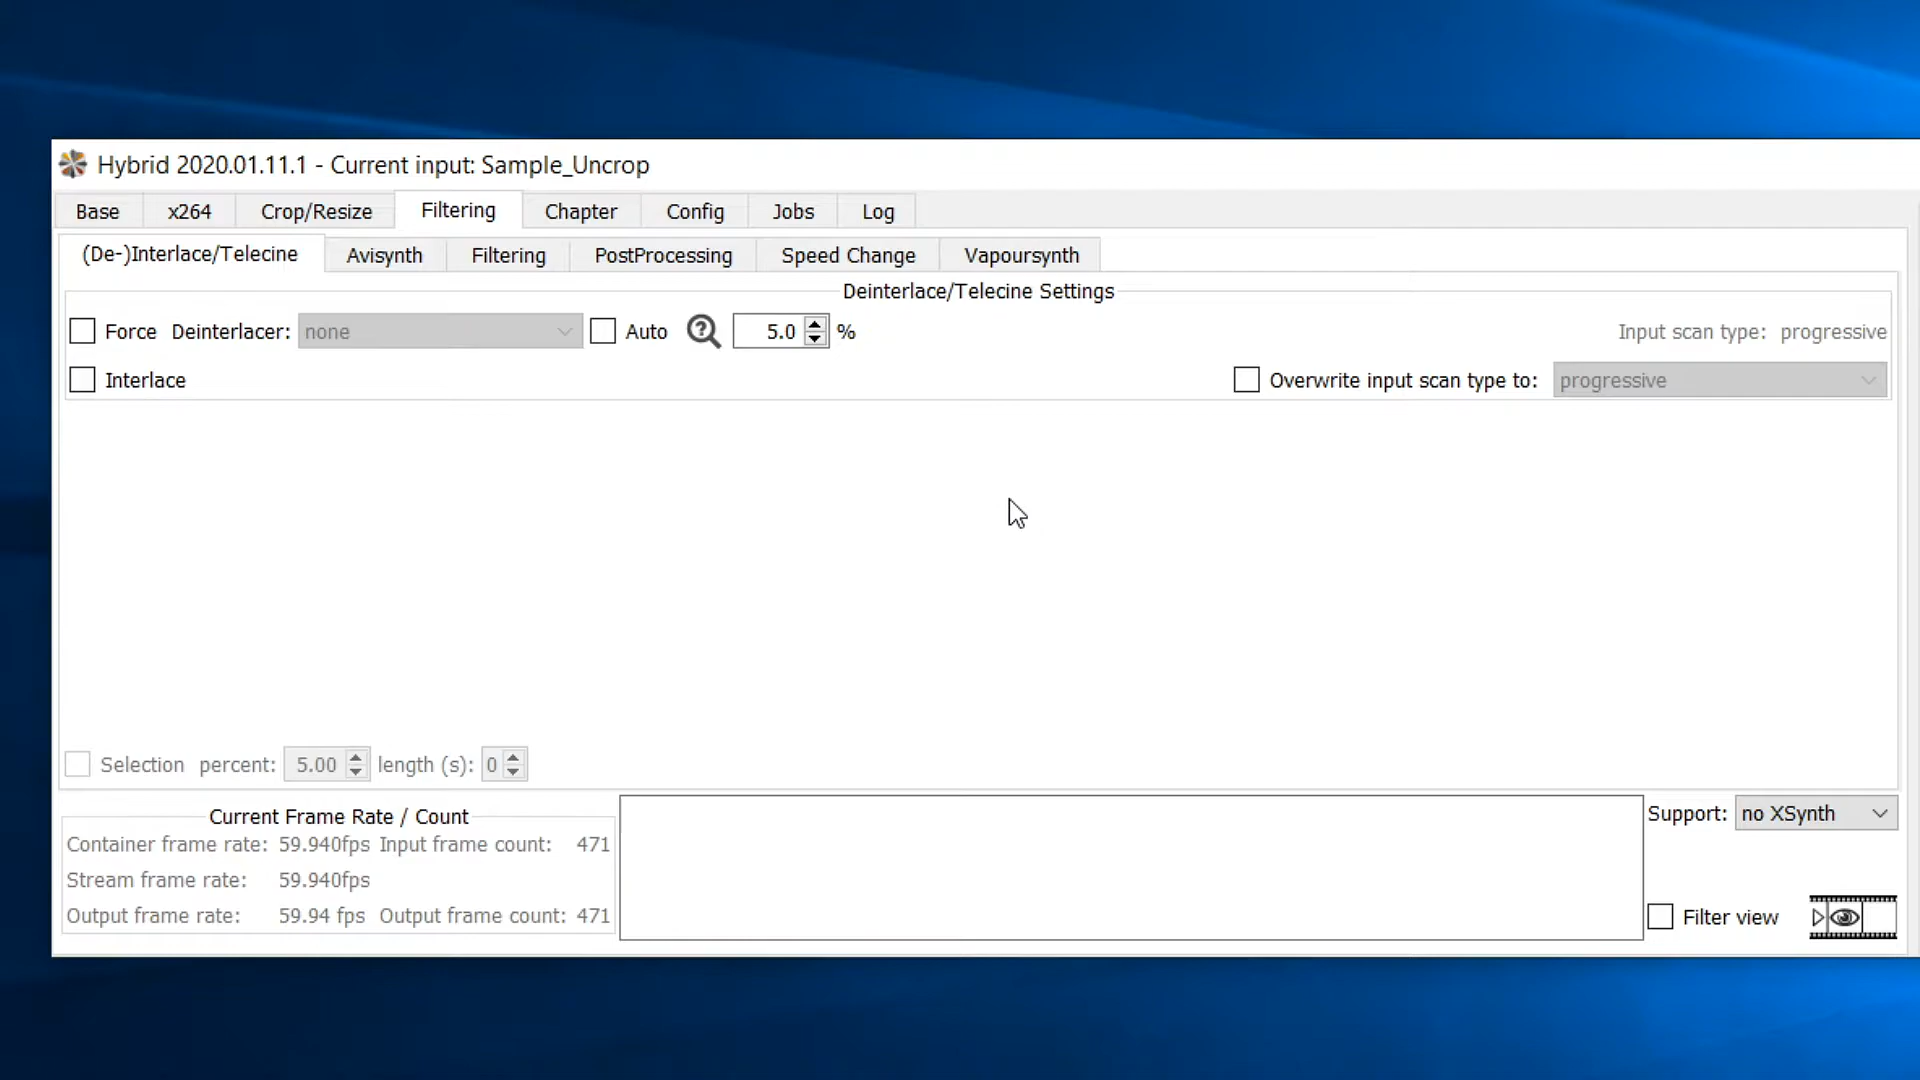 Hybrid 2020.01.11.1 - Current input: Sample_Uncrop
Base x264 Crop/Resize Filtering Chapter Config Jobs Log
(De-)Interlace/Telecine Avisynth Filtering PostProcessing Speed Change Vapoursynth
Deinterlace/Telecine Settings
Force Deinterlacer: none Auto 5.0 % Input scan type: progressive
Interlace Overwrite input scan type to: progressive
Selection percent: 5.00 length (s): 0
Current Frame Rate / Count
Support: no XSynth
Container frame rate: 59.940fps Input frame count: 471
Stream frame rate: 59.940fps
Output frame rate: 59.94 fps Output frame count: 471
Filter view